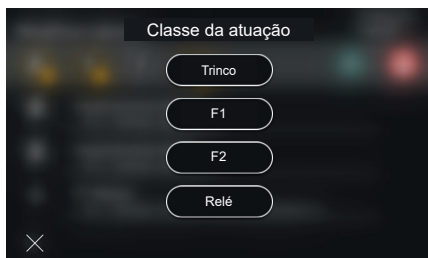 Classe da atuação
Trinco
F1
F2
Relé